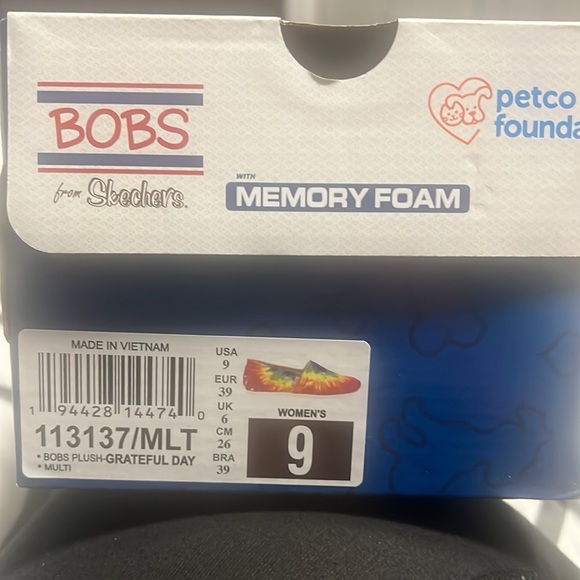 BOBS
from Skechers.
WITH
MEMORY FOAM
petco
founda
MADE IN VIETNAM
1 94428 14474 0
113137/MLT
• BOBS PLUSH-GRATEFUL DAY
• MULTI
USA
9
EUR
39
UK
6
CM
26
BRA
39
WOMEN'S
9